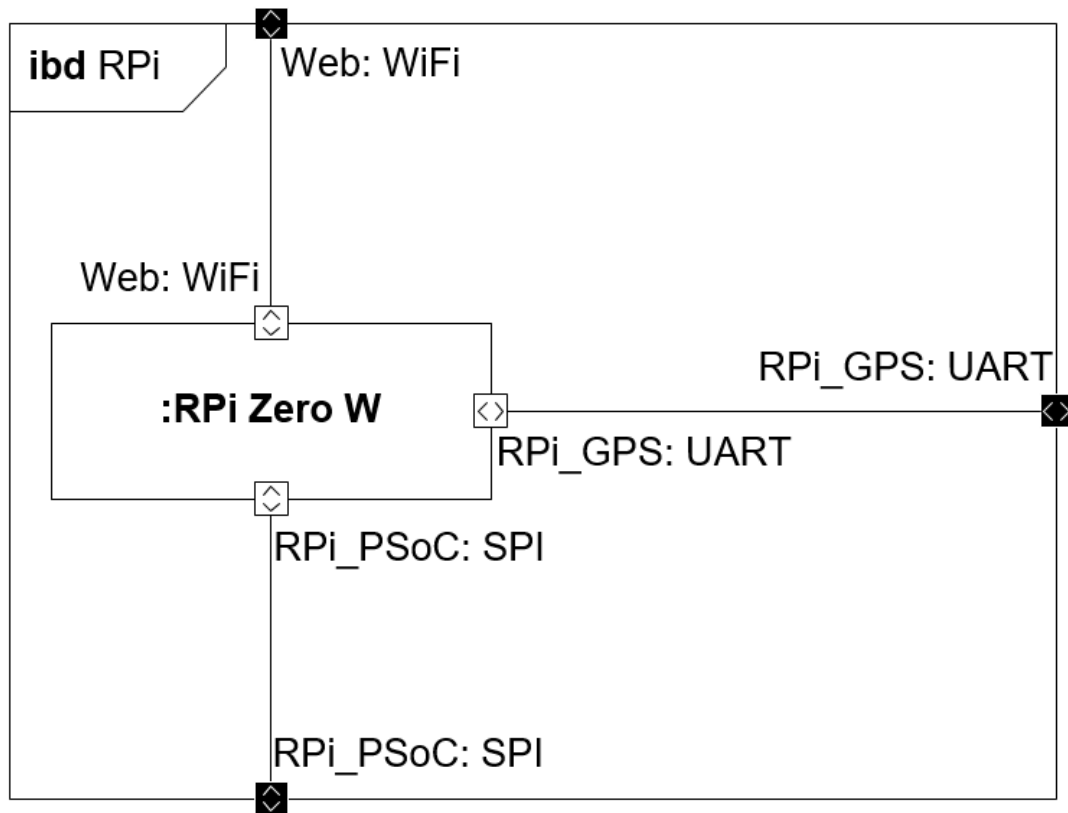 ibd RPi
Web: WiFi
Web: WiFi
:RPi Zero W
RPi_GPS: UART
RPi_GPS: UART
RPi_PSoC: SPI
RPi_PSoC: SPI